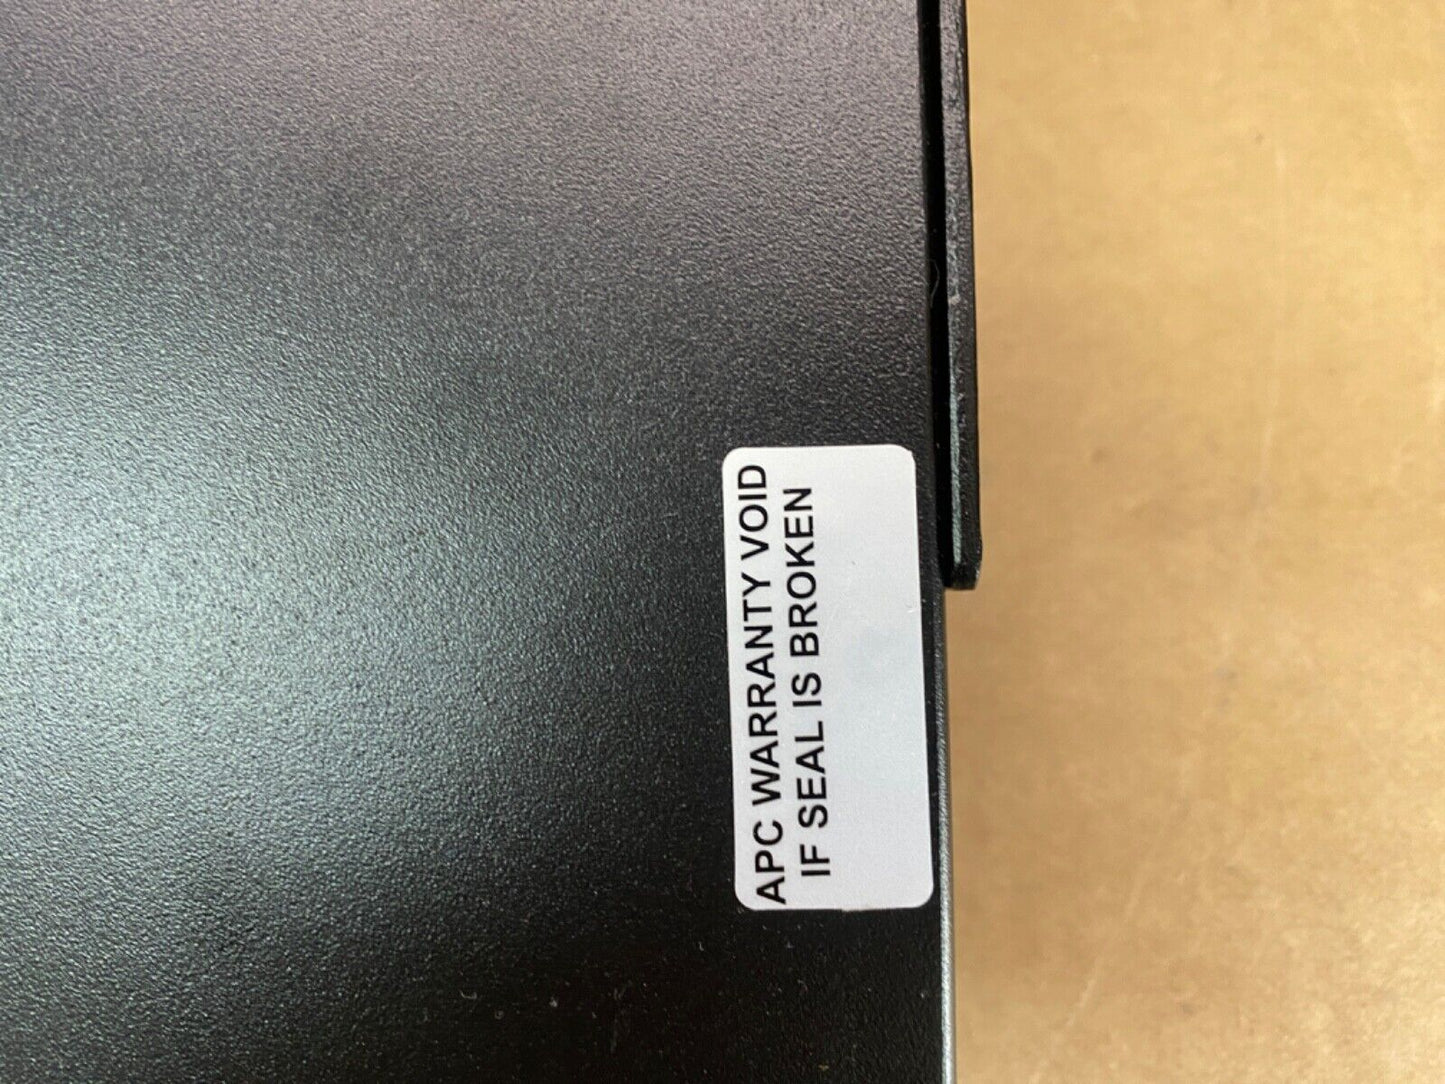 APC WARRANTY VOID
IF SEAL IS BROKEN